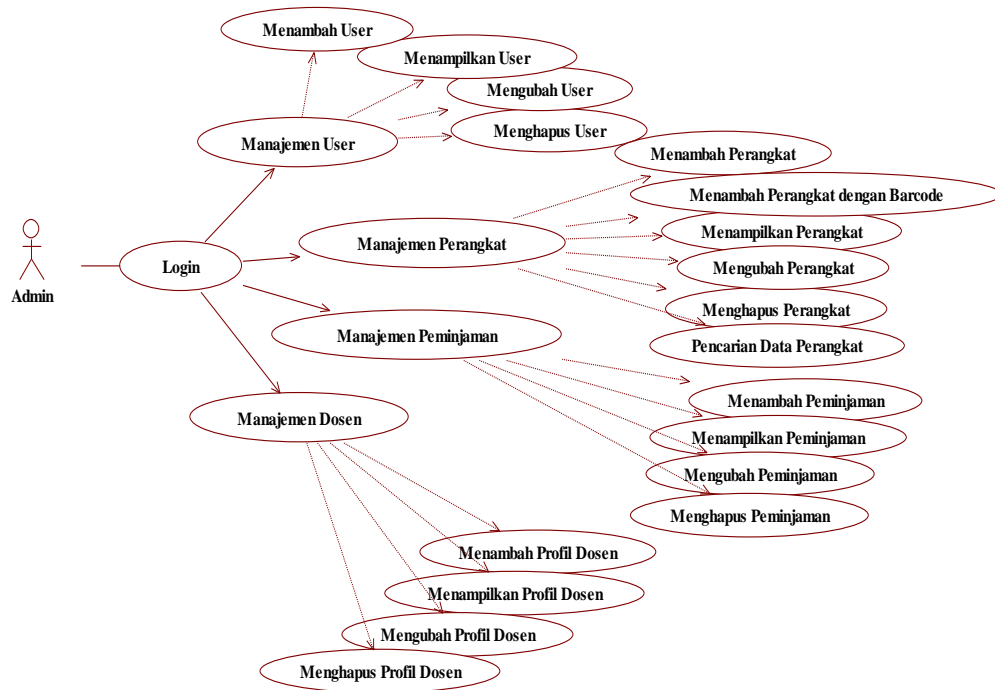 Menambah User
Menampilkan User
Mengubah User
Menghapus User
Manajemen User
Menambah Perangkat
Menambah Perangkat dengan Barcode
Menampilkan Perangkat
Manajemen Perangkat
Mengubah Perangkat
Login
Admin
Menghapus Perangkat
Manajemen Peminjaman
Pencarian Data Perangkat
Menambah Peminjaman
Manajemen Dosen
Menampilkan Peminjaman
Mengubah Peminjaman
Menghapus Peminjaman
Menambah Profil Dosen
Menampilkan Profil Dosen
Mengubah Profil Dosen
Menghapus Profil Dosen